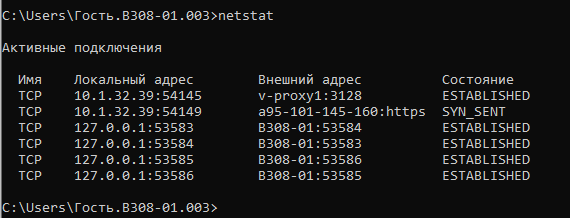 C:\Users\Гость.B308-01.003>netstat
Активные подключения
Имя Локальный адрес Внешний адрес Состояние
TCP 10.1.32.39:54145 v-proxy1:3128 ESTABLISHED
TCP 10.1.32.39:54149 a95-101-145-160:https SYN_SENT
TCP 127.0.0.1:53583 B308-01:53584 ESTABLISHED
TCP 127.0.0.1:53584 B308-01:53583 ESTABLISHED
TCP 127.0.0.1:53585 B308-01:53586 ESTABLISHED
TCP 127.0.0.1:53586 B308-01:53585 ESTABLISHED
C:\Users\Гость.B308-01.003>